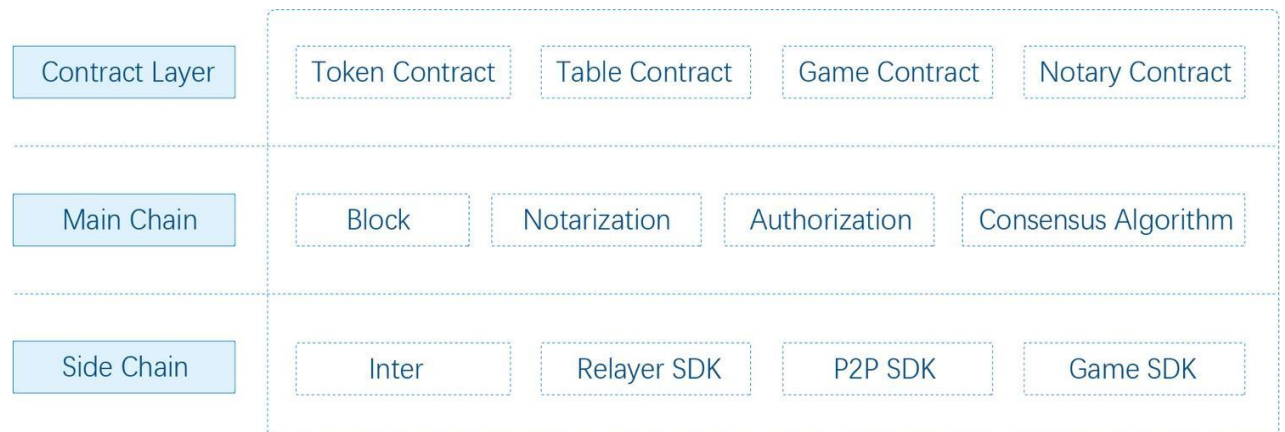 Contract Layer
Token Contract
Table Contract
Game Contract
Notary Contract
Main Chain
Block
Notarization
Authorization
Consensus Algorithm
Side Chain
Inter
Relayer SDK
P2P SDK
Game SDK